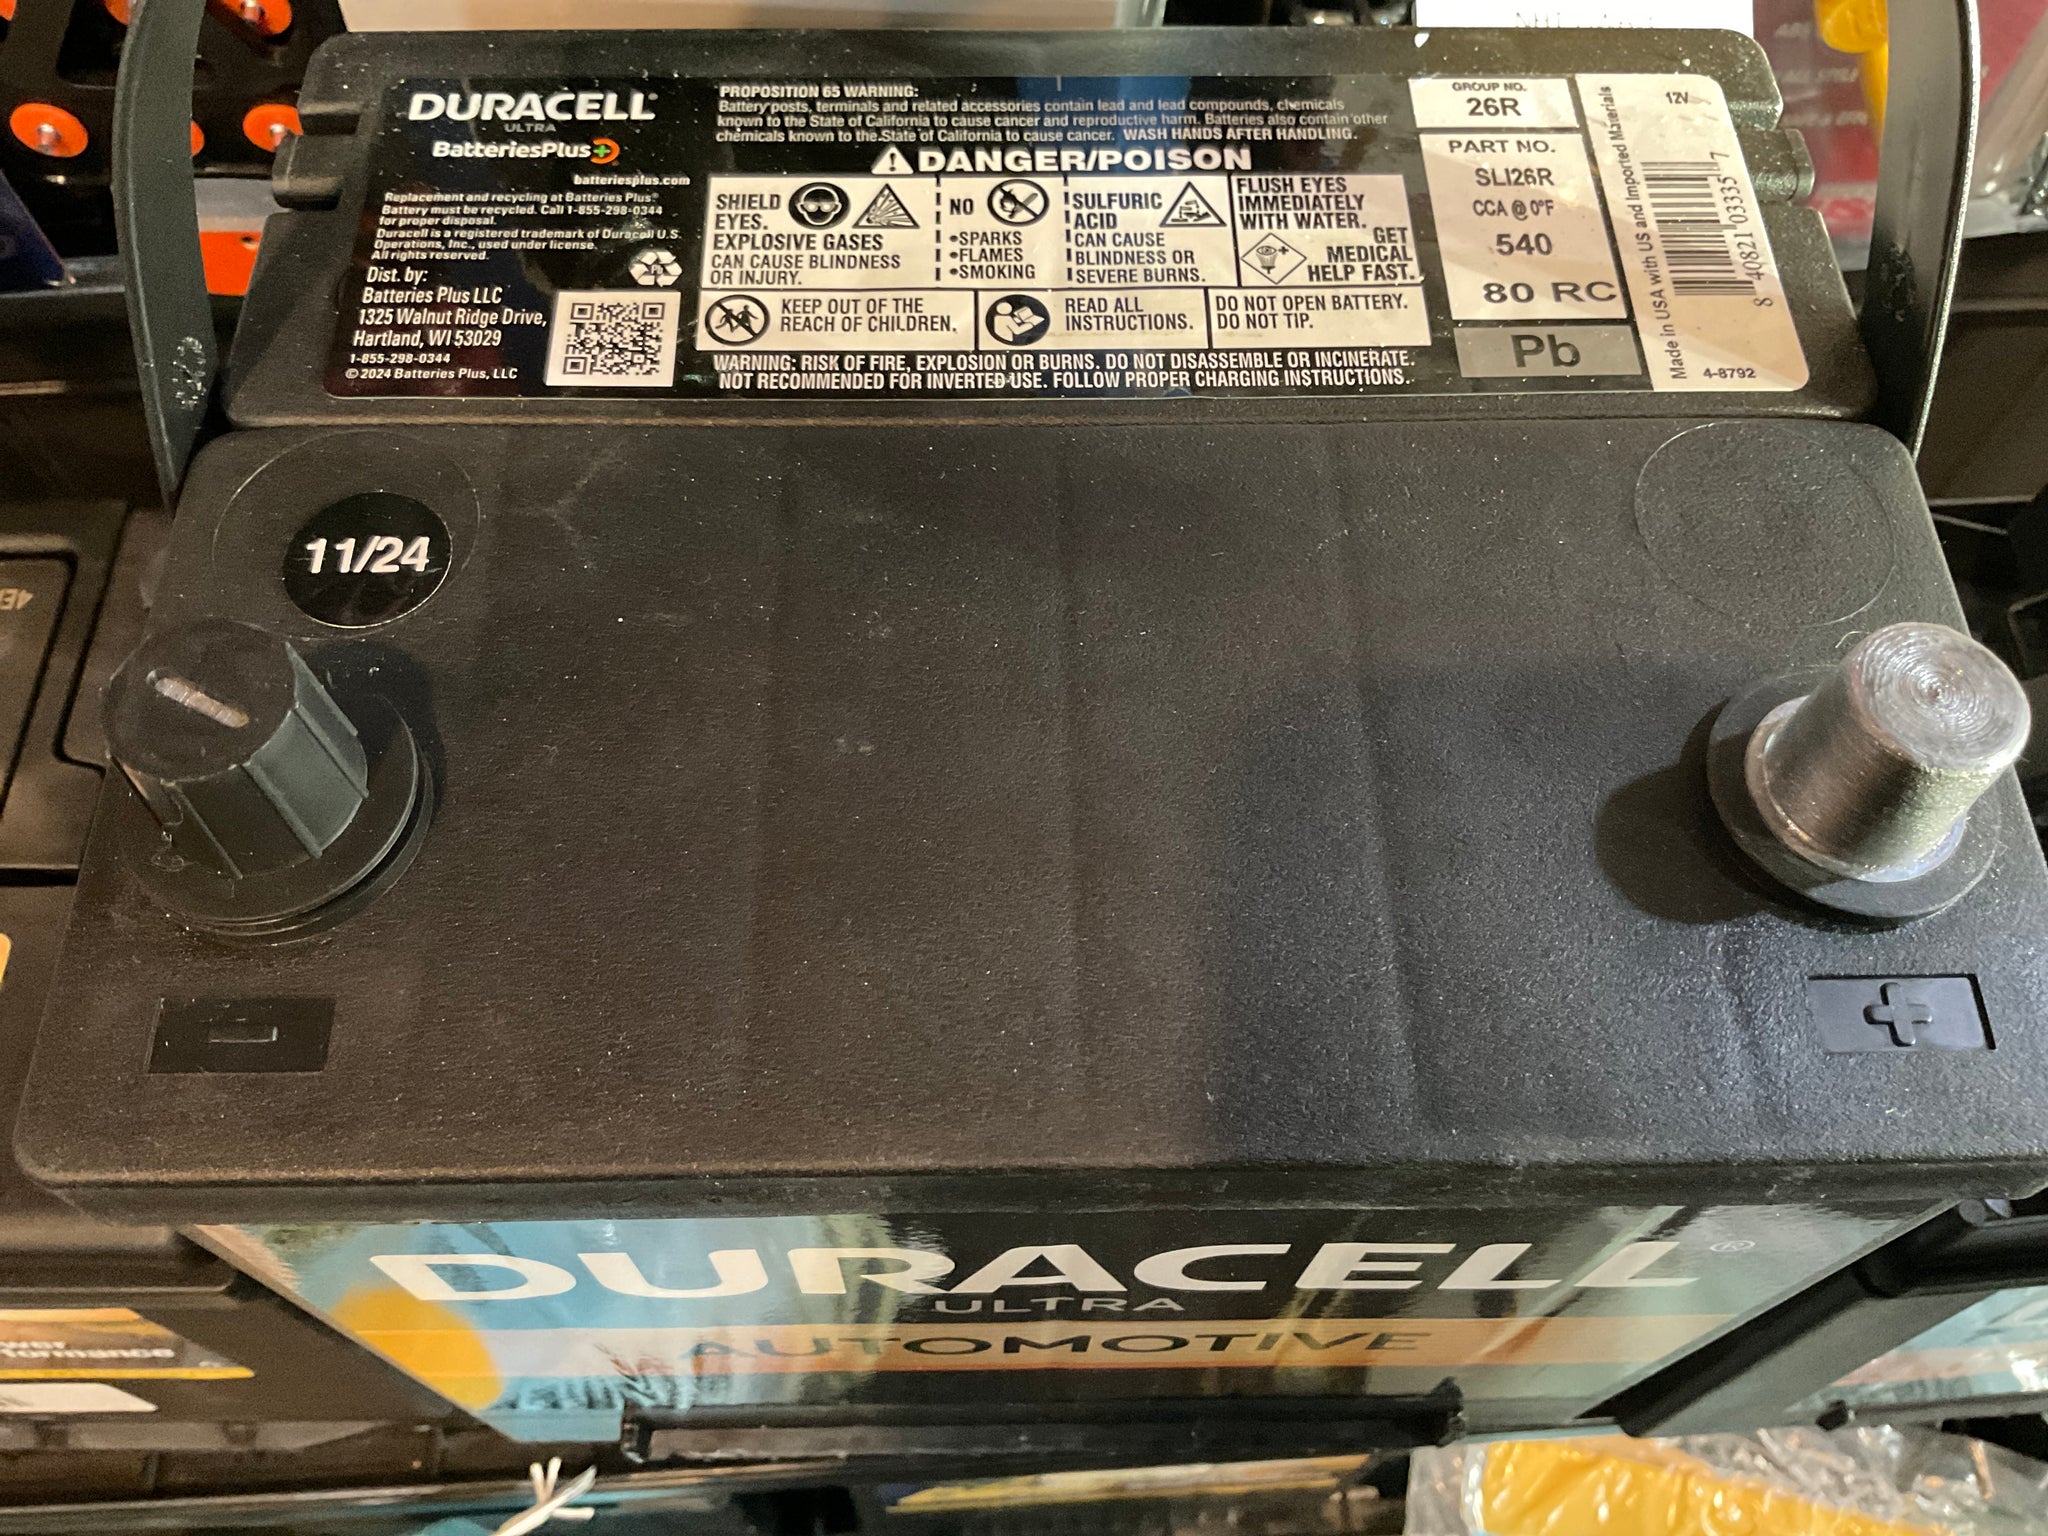 DURACELL®
ULTRA
BatteriesPlus+
batteriesplus.com
Replacement and recycling at Batteries Plus.
Battery must be recycled. Call 1-855-298-0344
for proper disposal.
Duracell is a registered trademark of Duracell U.S.
Operations, Inc., used under license.
All rights reserved.
Dist. by:
Batteries Plus LLC
1325 Walnut Ridge Drive,
Hartland, WI 53029
1-855-298-0344
© 2024 Batteries Plus, LLC
Pb
PROPOSITION 65 WARNING:
Battery posts, terminals and related accessories contain lead and lead compounds, chemicals
known to the State of California to cause cancer and reproductive harm. Batteries also contain other
chemicals known to the State of California to cause cancer. WASH HANDS AFTER HANDLING.
DANGER/POISON
SHIELD
EYES.
EXPLOSIVE GASES
CAN CAUSE BLINDNESS
OR INJURY.
NO
•SPARKS
•FLAMES
•SMOKING
SULFURIC
ACID
CAN CAUSE
BLINDNESS OR
SEVERE BURNS.
FLUSH EYES
IMMEDIATELY
WITH WATER.
GET
MEDICAL
HELP FAST.
KEEP OUT OF THE
REACH OF CHILDREN.
READ ALL
INSTRUCTIONS.
DO NOT OPEN BATTERY.
DO NOT TIP.
WARNING: RISK OF FIRE, EXPLOSION OR BURNS. DO NOT DISASSEMBLE OR INCINERATE.
NOT RECOMMENDED FOR INVERTED USE. FOLLOW PROPER CHARGING INSTRUCTIONS.
GROUP NO.
26R
PART NO.
SLI26R
CCA @ 0°F
540
80 RC
Pb
Made in USA with US and Imported Materials
12V
8 40821 03335 7
4-8792
11/24
-
+
DURACELL®
ULTRA
AUTOMOTIVE